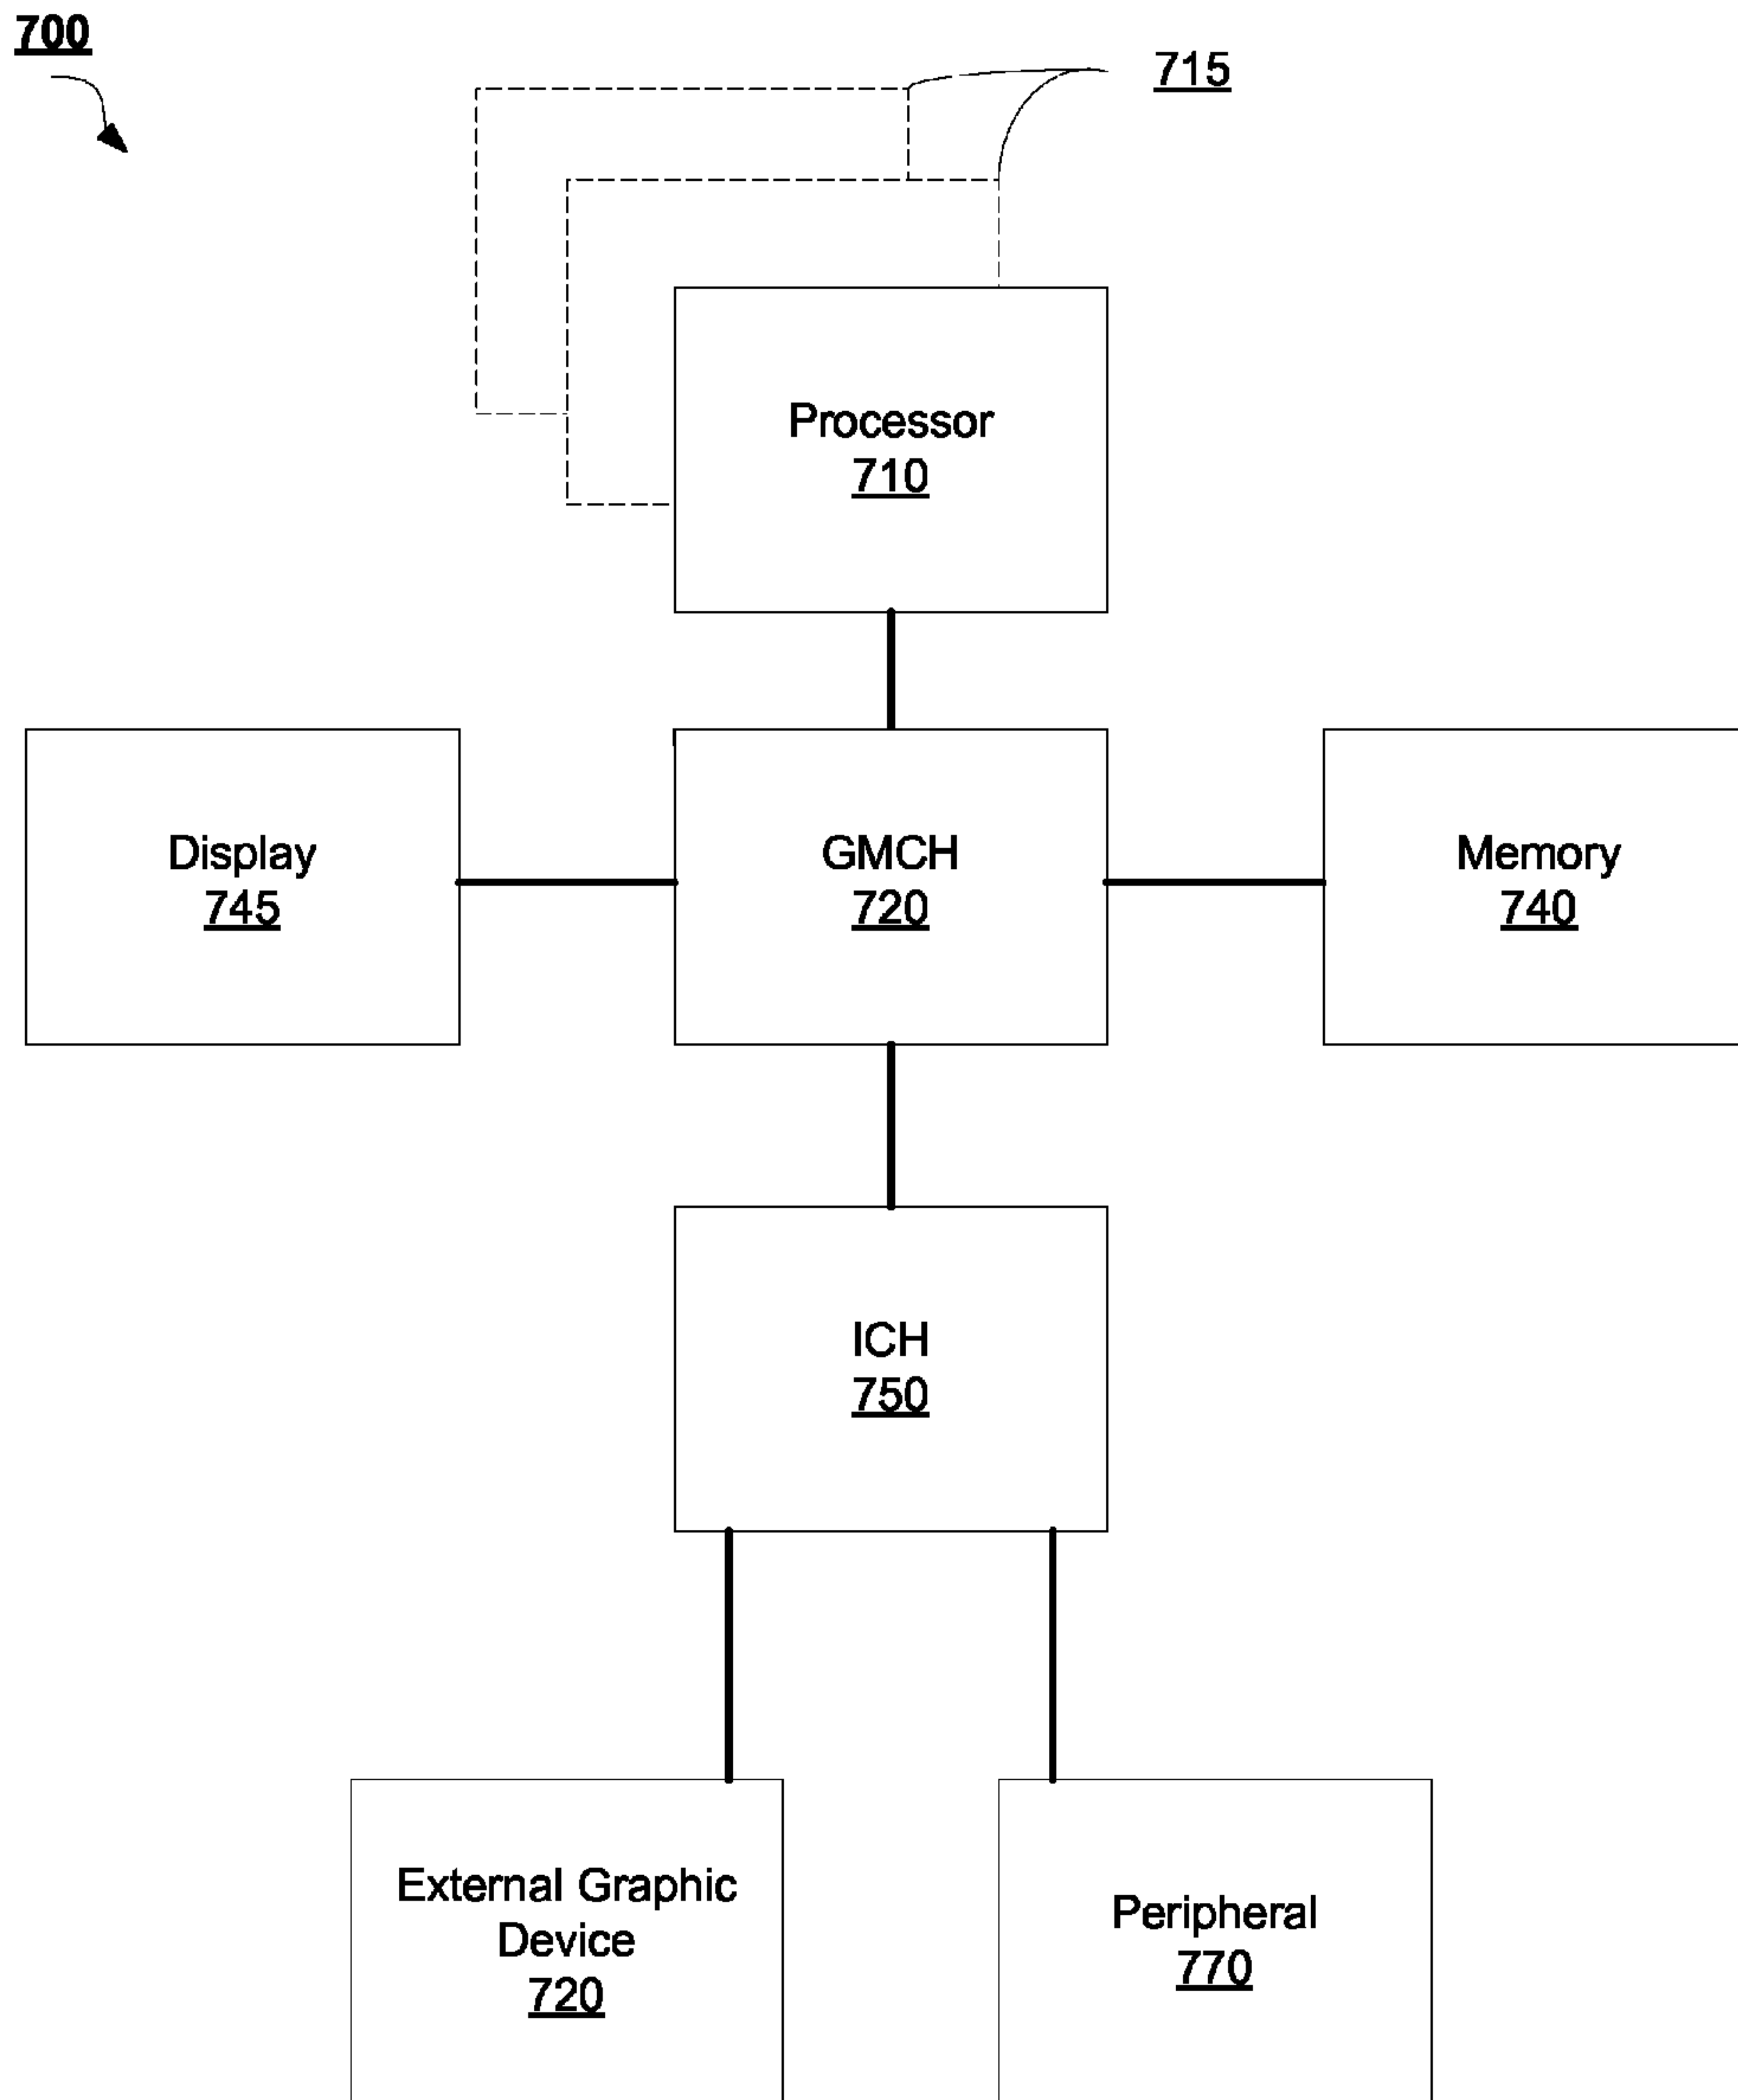 700
715
Processor
710
Display
745
GMCH
720
Memory
740
ICH
750
External Graphic
Device
720
Peripheral
770